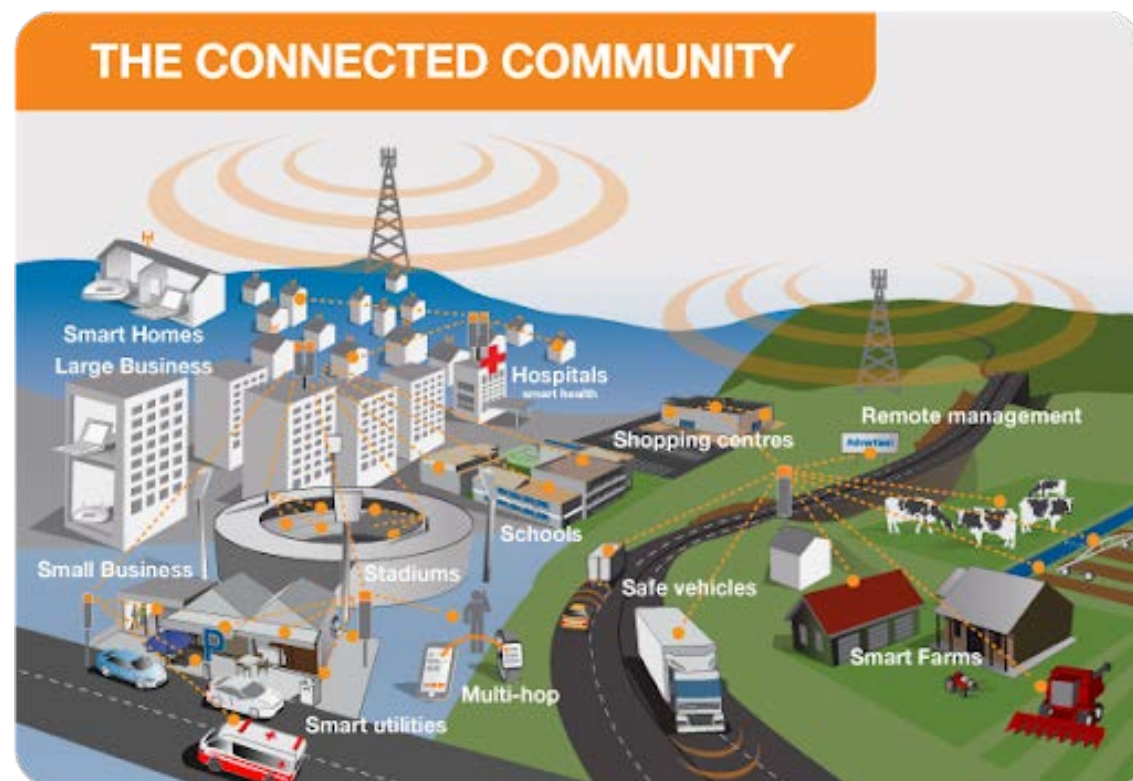 THE CONNECTED COMMUNITY
Smart Homes
Large Business
Hospitals
smart health
Shopping centres
Remote management
Schools
Small Business
Stadiums
Safe vehicles
P
Smart Farms
Multi-hop
Smart utilities